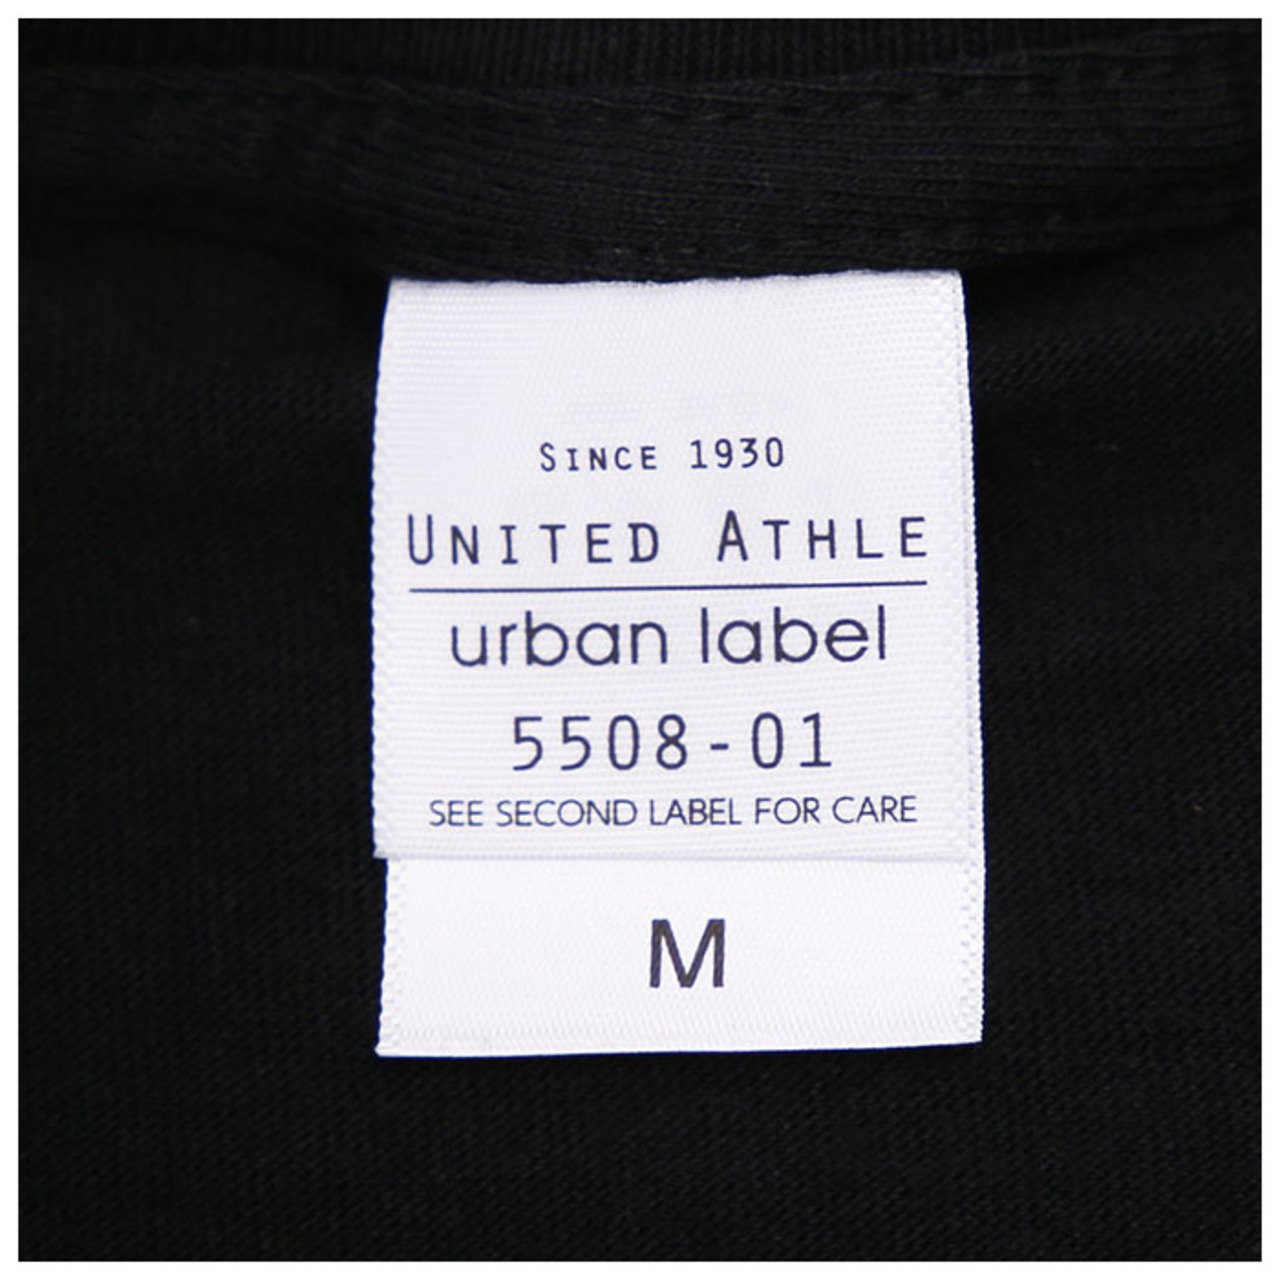 SINCE 1930
UNITED ATHLE
urban label
5508-01
SEE SECOND LABEL FOR CARE
M